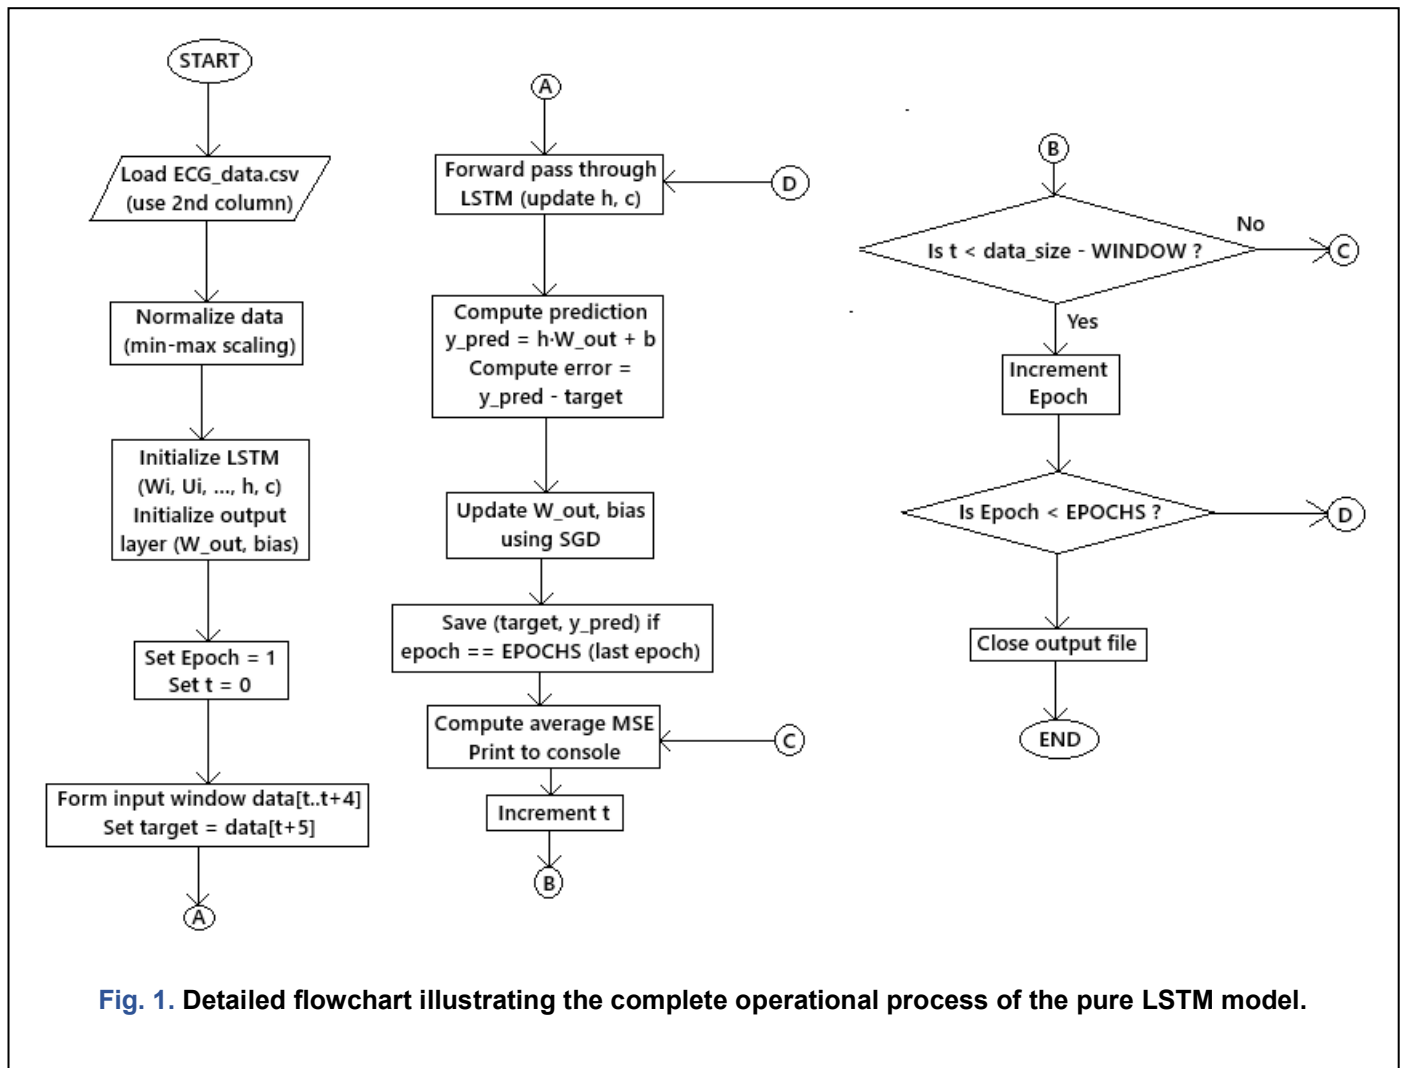 START
Load ECG_data.csv
(use 2nd column)
Normalize data
(min-max scaling)
Initialize LSTM
(Wi, Ui, ..., h, c)
Initialize output
layer (W_out, bias)
Set Epoch = 1
Set t = 0
Form input window data[t..t+4]
Set target = data[t+5]
A
A
Forward pass through
LSTM (update h, c)
D
Compute prediction
y_pred = h·W_out + b
Compute error =
y_pred - target
Update W_out, bias
using SGD
Save (target, y_pred) if
epoch == EPOCHS (last epoch)
Compute average MSE
Print to console
C
Increment t
B
B
Is t < data_size - WINDOW ?
No
C
Yes
Increment
Epoch
Is Epoch < EPOCHS ?
D
Close output file
END
Fig. 1. Detailed flowchart illustrating the complete operational process of the pure LSTM model.